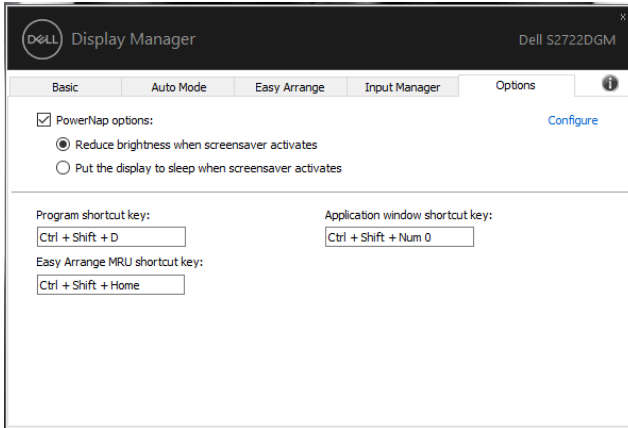 x
DELL Display Manager Dell S2722DGM
Basic Auto Mode Easy Arrange Input Manager Options
PowerNap options: Configure
Reduce brightness when screensaver activates
Put the display to sleep when screensaver activates
Program shortcut key: Application window shortcut key:
Ctrl + Shift + D Ctrl + Shift + Num 0
Easy Arrange MRU shortcut key:
Ctrl + Shift + Home